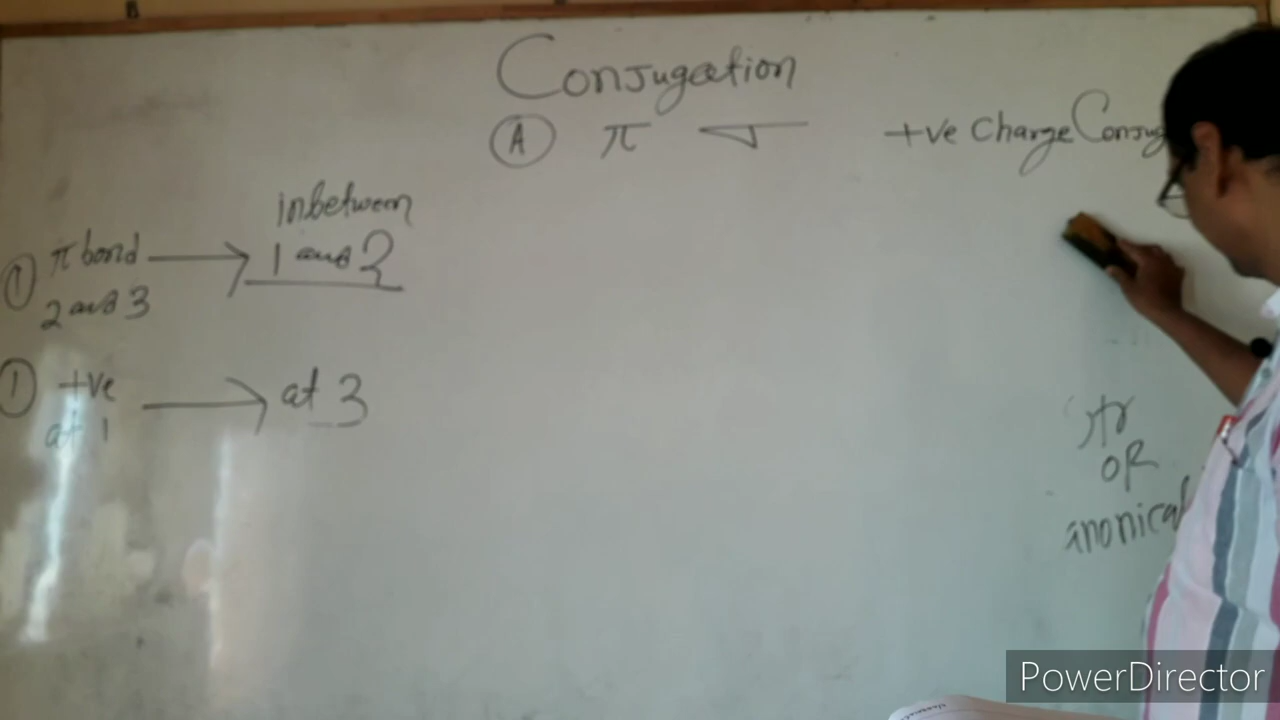 Conjugation
(A) π σ +ve Charge Conjug
inbetween
① π bond → 1 and 2
2 and 3
① +ve → at 3
at 1
str
OR
anonical
PowerDirector